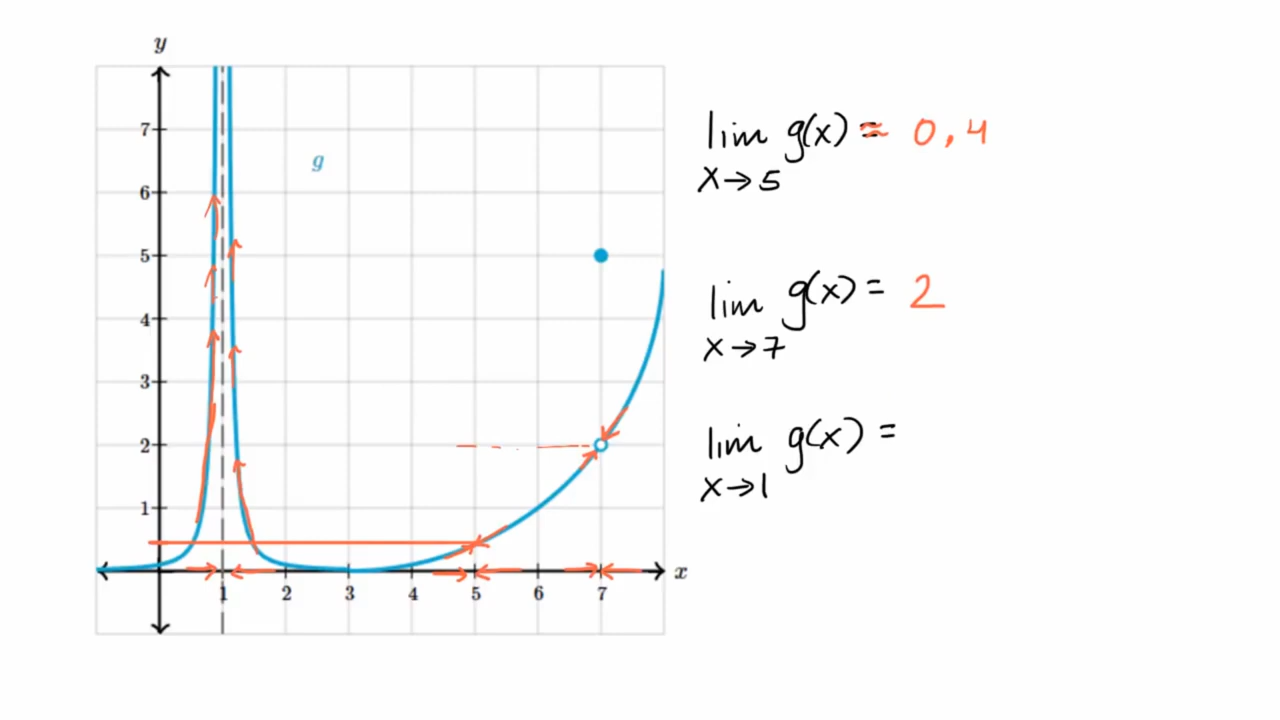 y
7
6
5
4
3
2
1
g
1 2 3 4 5 6 7 x
lim g(x) ≈ 0,4
x→5
lim g(x) = 2
x→7
lim g(x) =
x→1